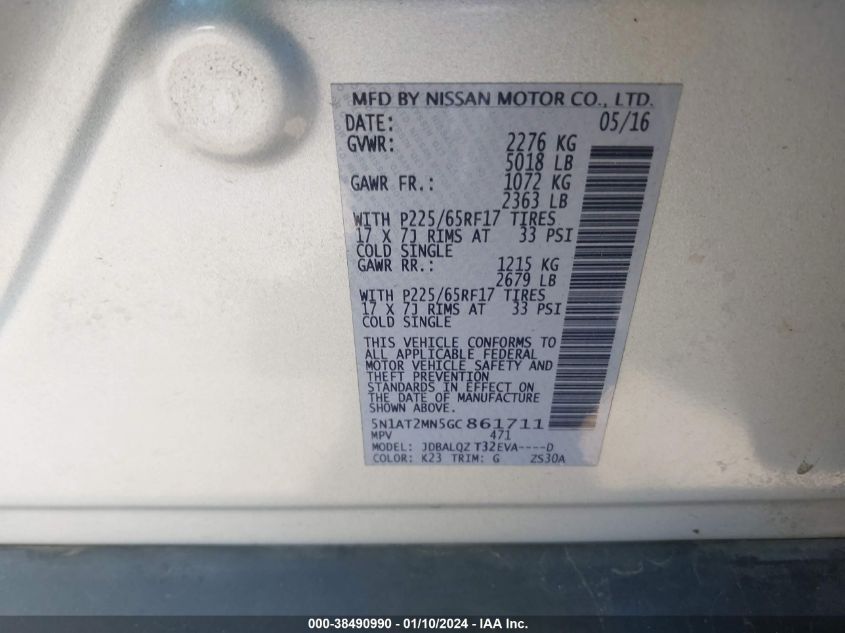 MFD BY NISSAN MOTOR CO., LTD.
DATE: 05/16
GVWR: 2276 KG
5018 LB
GAWR FR.: 1072 KG
2363 LB
WITH P225/65RF17 TIRES
17 X 7J RIMS AT 33 PSI
COLD SINGLE
GAWR RR.: 1215 KG
2679 LB
WITH P225/65RF17 TIRES
17 X 7J RIMS AT 33 PSI
COLD SINGLE
THIS VEHICLE CONFORMS TO
ALL APPLICABLE FEDERAL
MOTOR VEHICLE SAFETY AND
THEFT PREVENTION
STANDARDS IN EFFECT ON
THE DATE OF MANUFACTURE
SHOWN ABOVE.
5N1AT2MN5GC861711
MPV 471
MODEL: JDBALQZ T32EVA----D
COLOR: K23 TRIM: G ZS30A
000-38490990 - 01/10/2024 - IAA Inc.